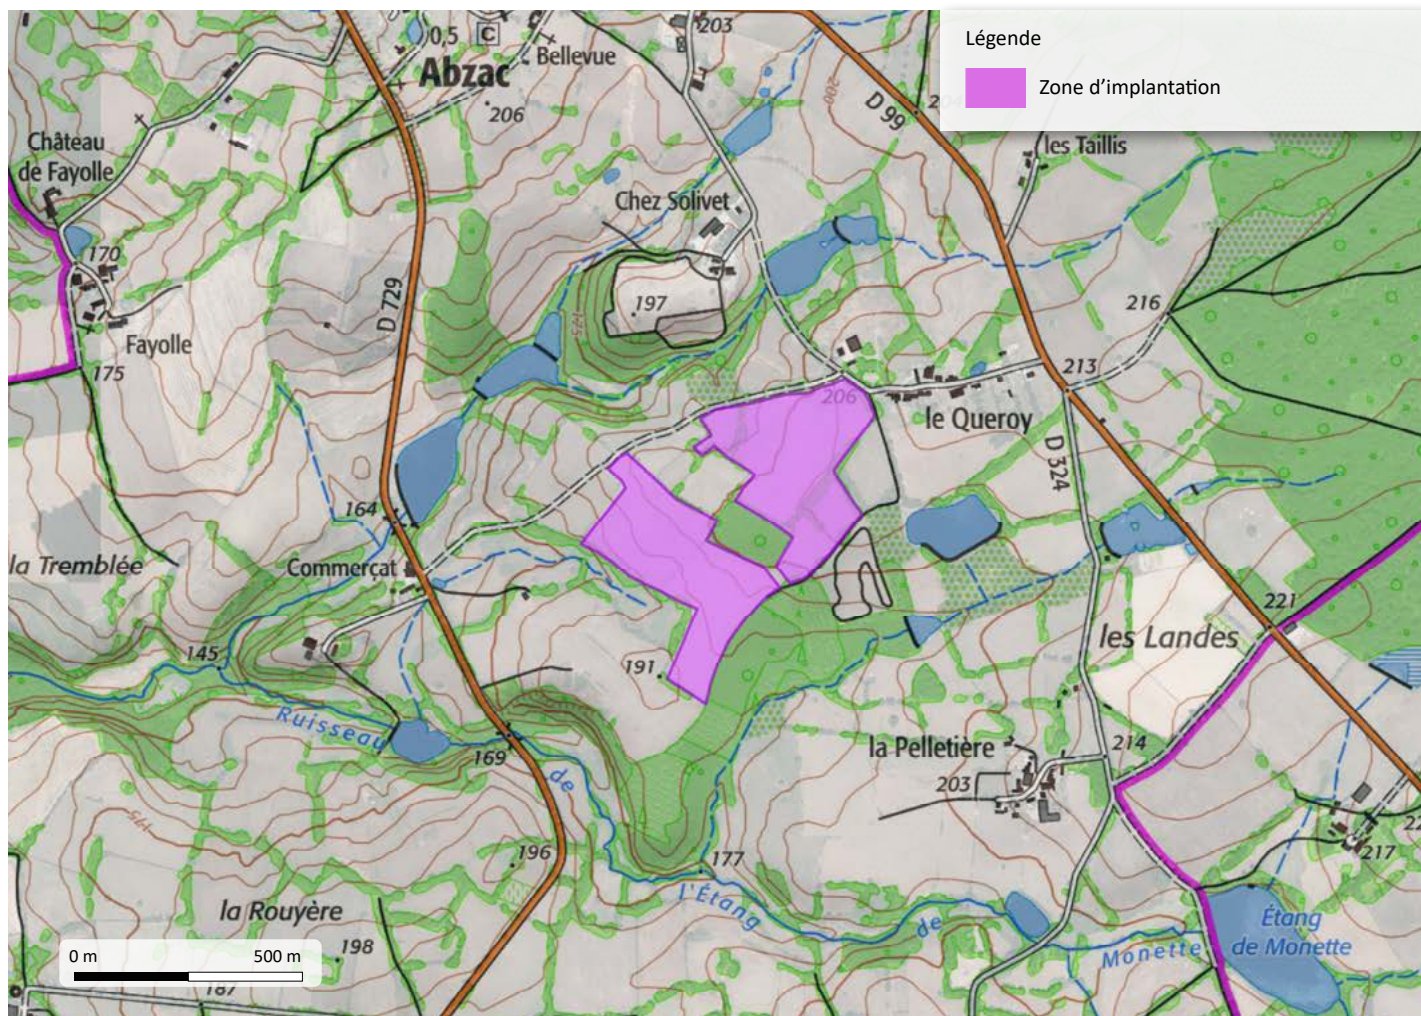 Légende
Zone d'implantation
203
0,5
C
Bellevue
Abzac
206
D 99
200
les Taillis
Château
de Fayolle
Chez Solivet
170
197
175
D 729
216
Fayolle
175
213
206
le Queroy
D 324
164
la Tremblée
Commerçat
221
les Landes
145
191
Ruisseau
169
de
la Pelletière
214
203
175
196
177
217
l'Étang
de
Monette
Étang
de Monette
la Rouyère
198
0 m
500 m
187